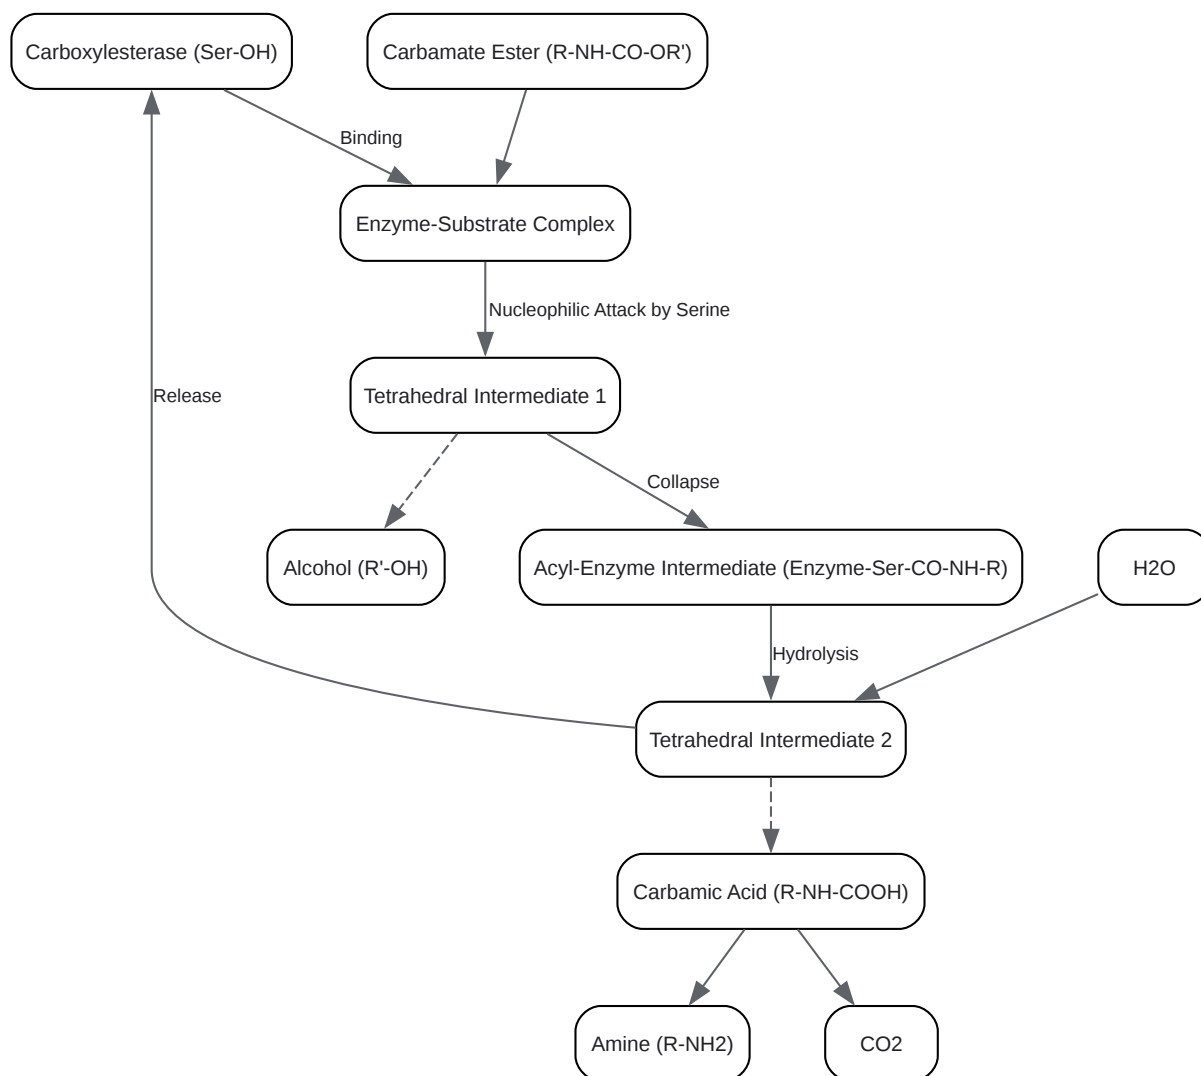 Carboxylesterase (Ser-OH)
Carbamate Ester (R-NH-CO-OR')
Binding
Enzyme-Substrate Complex
Nucleophilic Attack by Serine
Tetrahedral Intermediate 1
Release
Collapse
Alcohol (R'-OH)
Acyl-Enzyme Intermediate (Enzyme-Ser-CO-NH-R)
H2O
Hydrolysis
Tetrahedral Intermediate 2
Carbamic Acid (R-NH-COOH)
Amine (R-NH2)
CO2